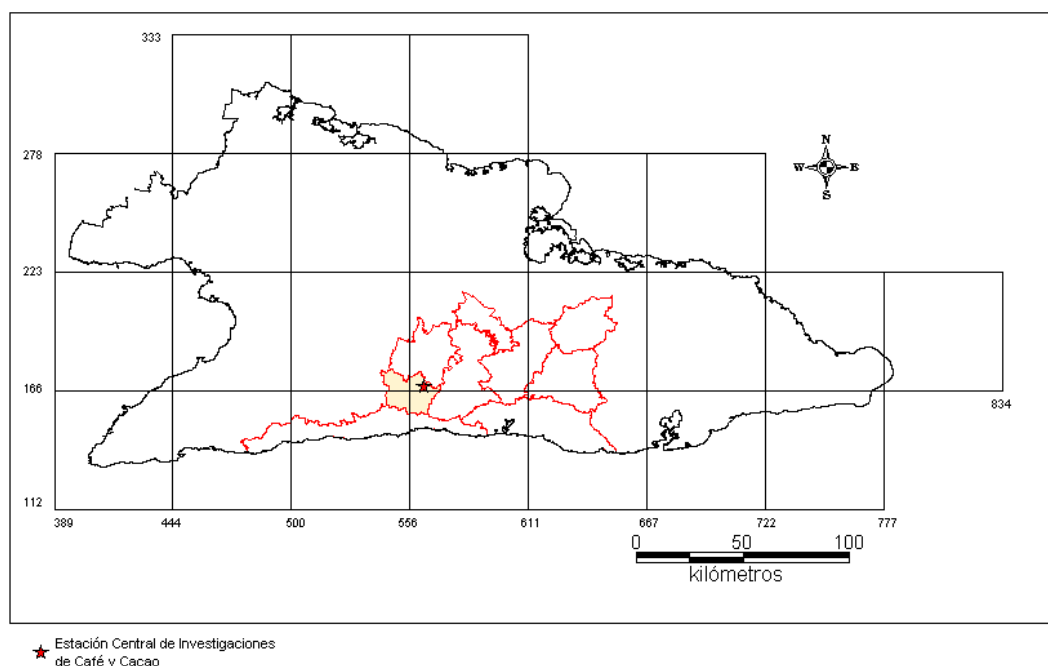 333
278
N
W E
S
223
166
834
112
389 444 500 556 611 667 722 777
0 50 100
kilómetros
Estación Central de Investigaciones
de Café y Cacao